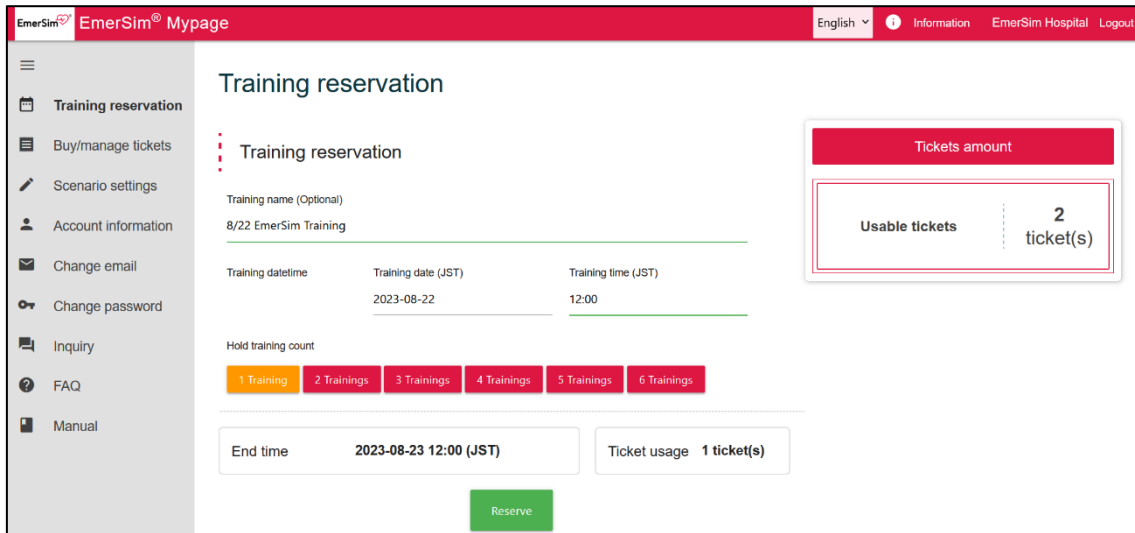 EmerSim
EmerSim® Mypage
English
Information
EmerSim Hospital
Logout
Training reservation
Buy/manage tickets
Scenario settings
Account information
Change email
Change password
Inquiry
FAQ
Manual
Training reservation
Training reservation
Training name (Optional)
8/22 EmerSim Training
Training datetime
Training date (JST)
Training time (JST)
2023-08-22
12:00
Hold training count
1 Training
2 Trainings
3 Trainings
4 Trainings
5 Trainings
6 Trainings
End time
2023-08-23 12:00 (JST)
Ticket usage
1 ticket(s)
Reserve
Tickets amount
Usable tickets
2
ticket(s)